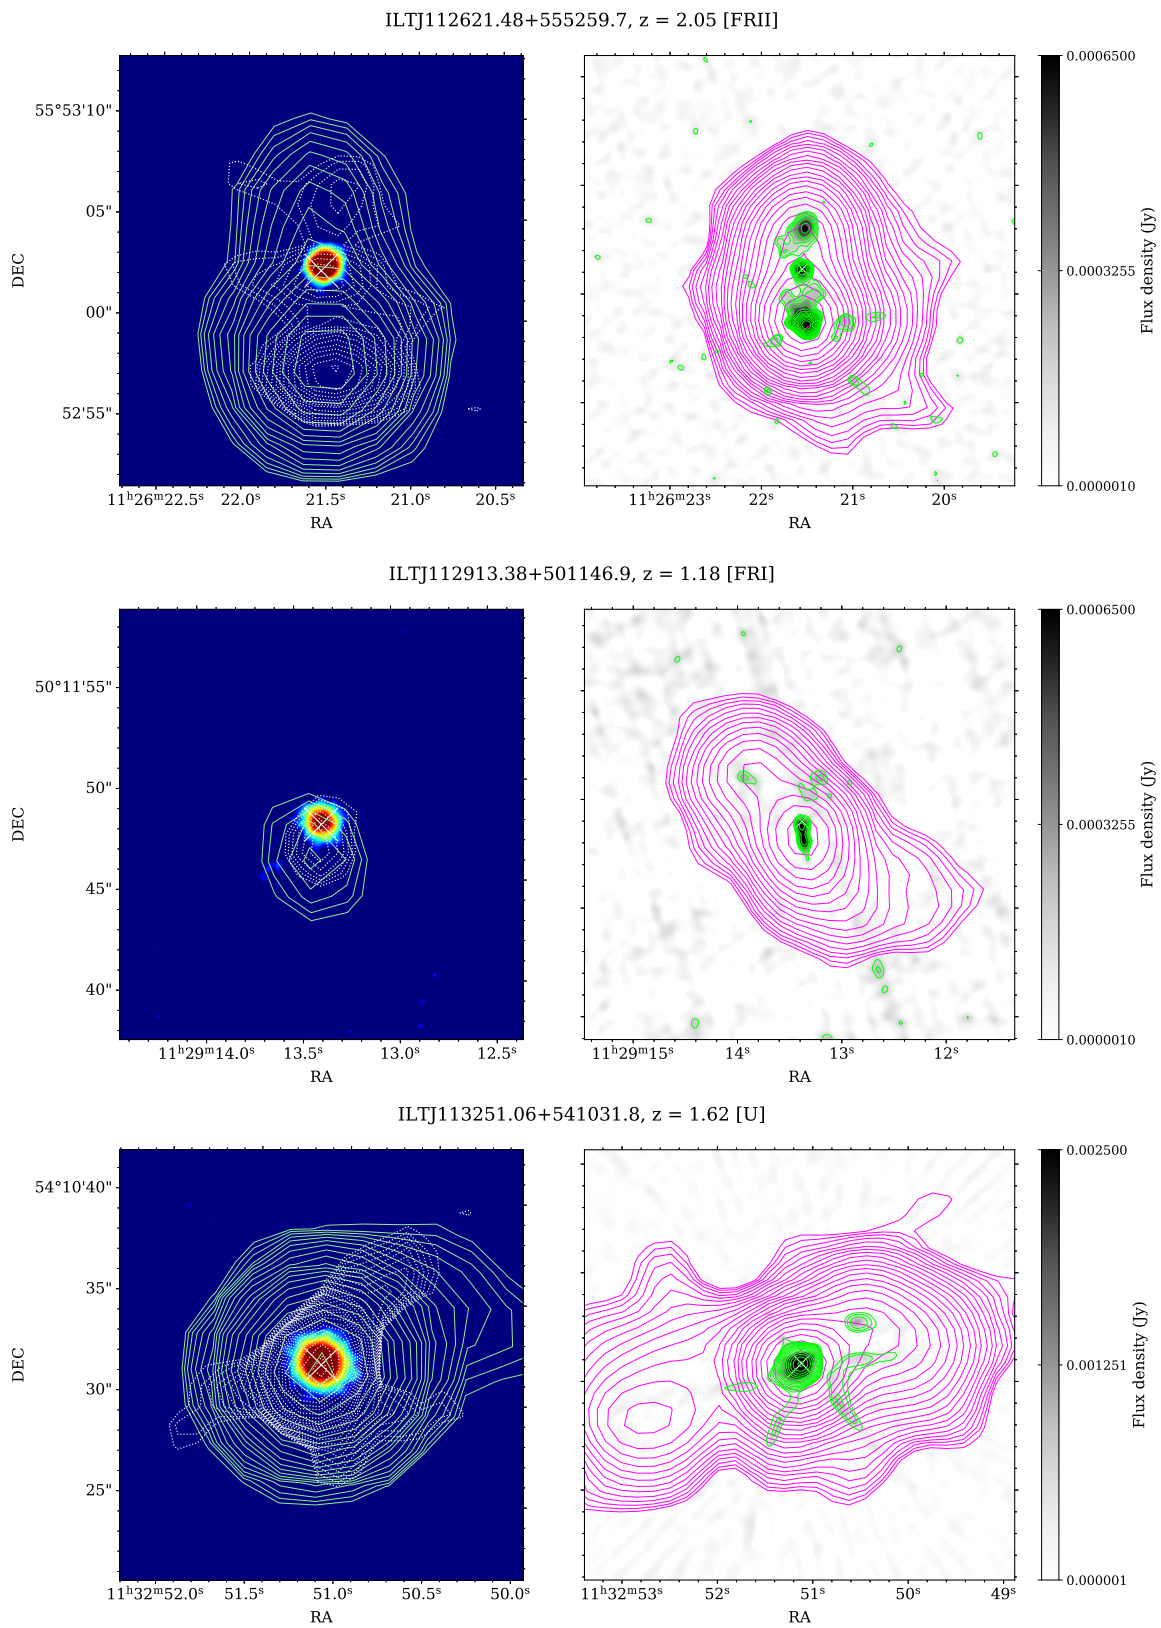 ILTJ112621.48+555259.7, z = 2.05 [FRII]
55°53'10"
05"
00"
52'55"
DEC
11ʰ26ᵐ22.5ˢ 22.0ˢ 21.5ˢ 21.0ˢ 20.5ˢ
RA
11ʰ26ᵐ23ˢ 22ˢ 21ˢ 20ˢ
RA
0.0006500
0.0003255
0.0000010
Flux density (Jy)
ILTJ112913.38+501146.9, z = 1.18 [FRI]
50°11'55"
50"
45"
40"
DEC
11ʰ29ᵐ14.0ˢ 13.5ˢ 13.0ˢ 12.5ˢ
RA
11ʰ29ᵐ15ˢ 14ˢ 13ˢ 12ˢ
RA
0.0006500
0.0003255
0.0000010
Flux density (Jy)
ILTJ113251.06+541031.8, z = 1.62 [U]
54°10'40"
35"
30"
25"
DEC
11ʰ32ᵐ52.0ˢ 51.5ˢ 51.0ˢ 50.5ˢ 50.0ˢ
RA
11ʰ32ᵐ53ˢ 52ˢ 51ˢ 50ˢ 49ˢ
RA
0.002500
0.001251
0.000001
Flux density (Jy)